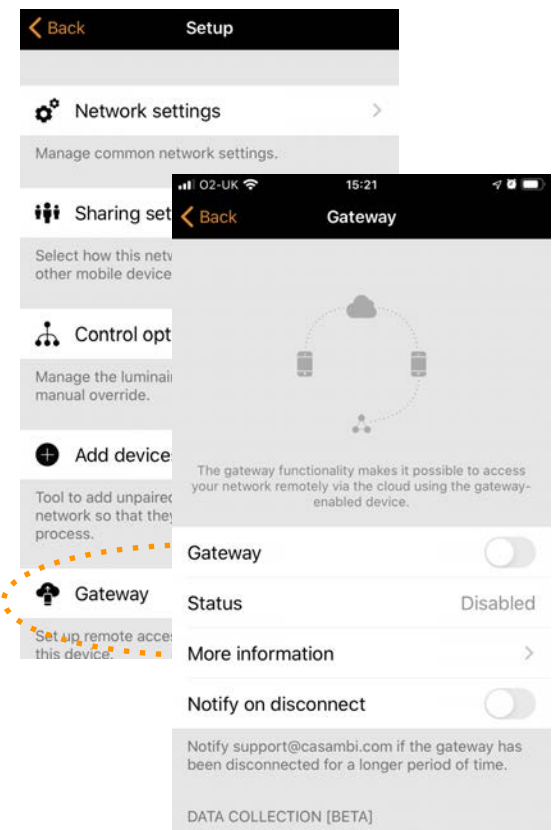 Back
Setup
Network settings
Manage common network settings.
Sharing set
Select how this netw
other mobile device
Control opt
Manage the luminai
manual override.
Add device
Tool to add unpaired
network so that they
process.
Gateway
Set up remote acce
this device.
O2-UK
15:21
Back
Gateway
The gateway functionality makes it possible to access
your network remotely via the cloud using the gateway-
enabled device.
Gateway
Status
Disabled
More information
Notify on disconnect
Notify support@casambi.com if the gateway has
been disconnected for a longer period of time.
DATA COLLECTION [BETA]